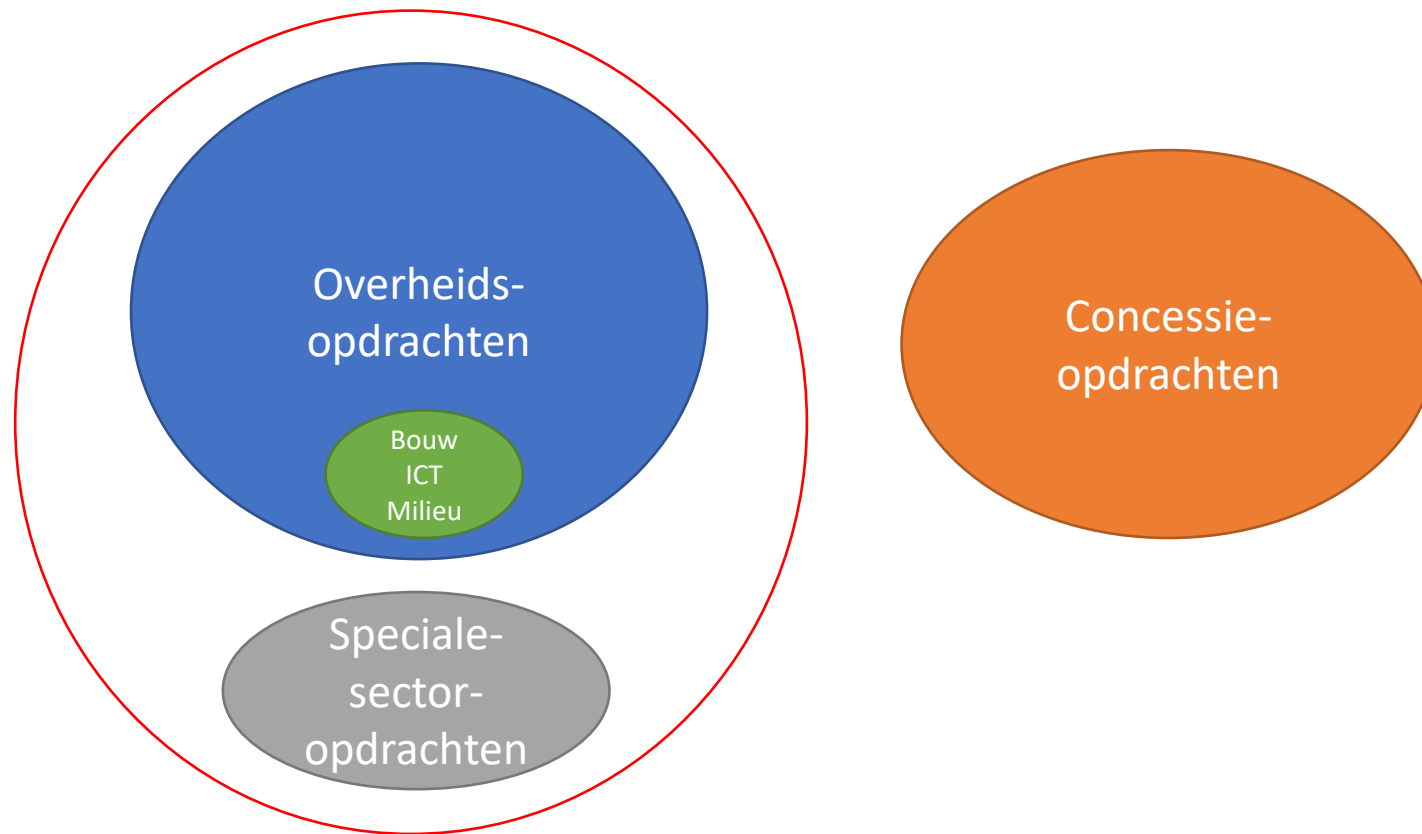 Overheids-
opdrachten
Bouw
ICT
Milieu
Speciale-
sector-
opdrachten
Concessie-
opdrachten